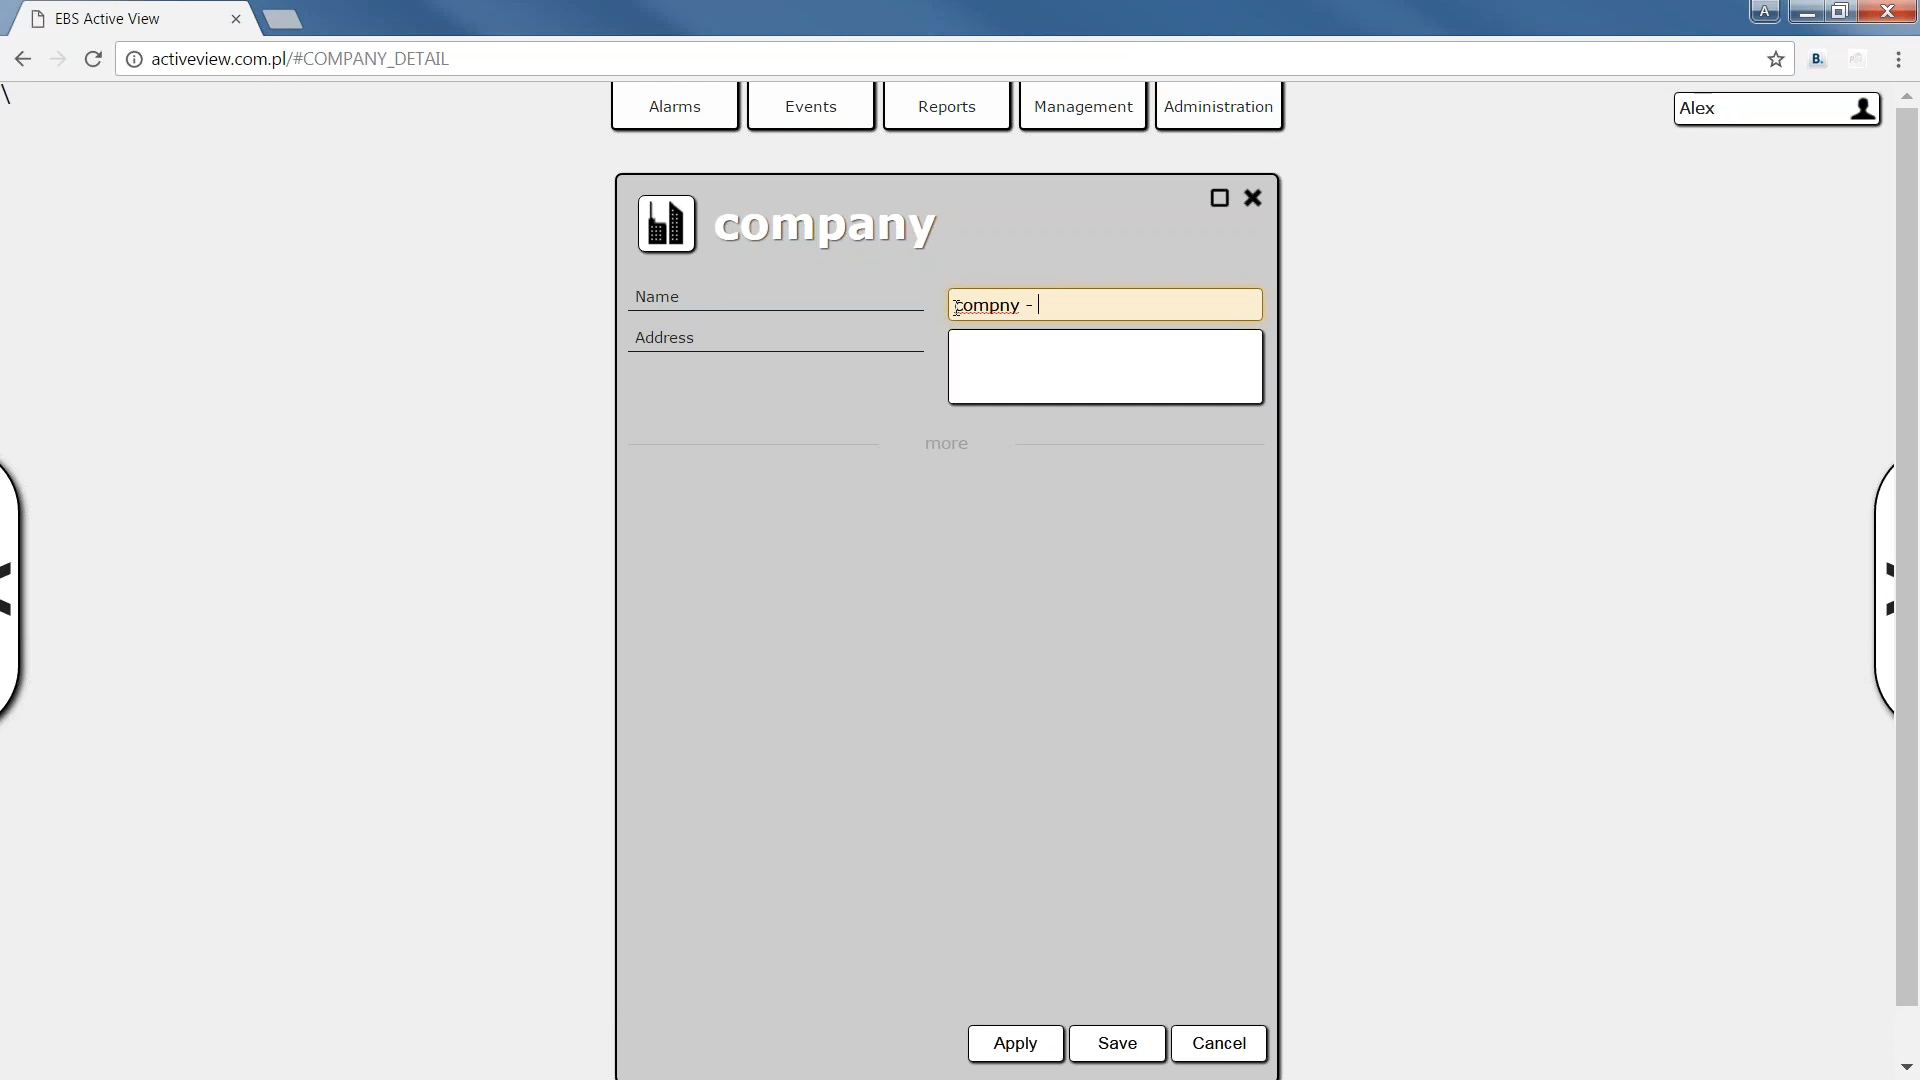 EBS Active View
A
activeview.com.pl/#COMPANY_DETAIL
B.
\
Alarms
Events
Reports
Management
Administration
Alex
company
Name
compny -
Address
more
Apply
Save
Cancel